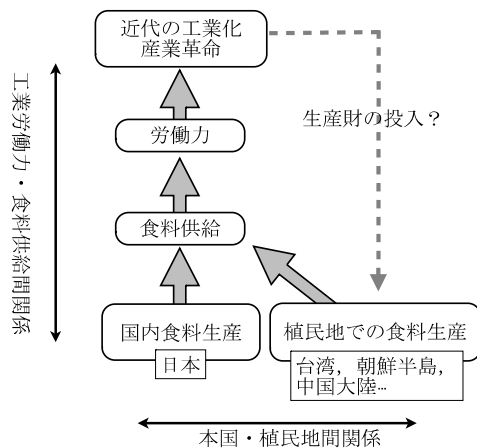 近代の工業化
産業革命
生産財の投入？
労働力
食料供給
工業労働力・食料供給間関係
国内食料生産
日本
植民地での食料生産
台湾，朝鮮半島，
中国大陸…
本国・植民地間関係